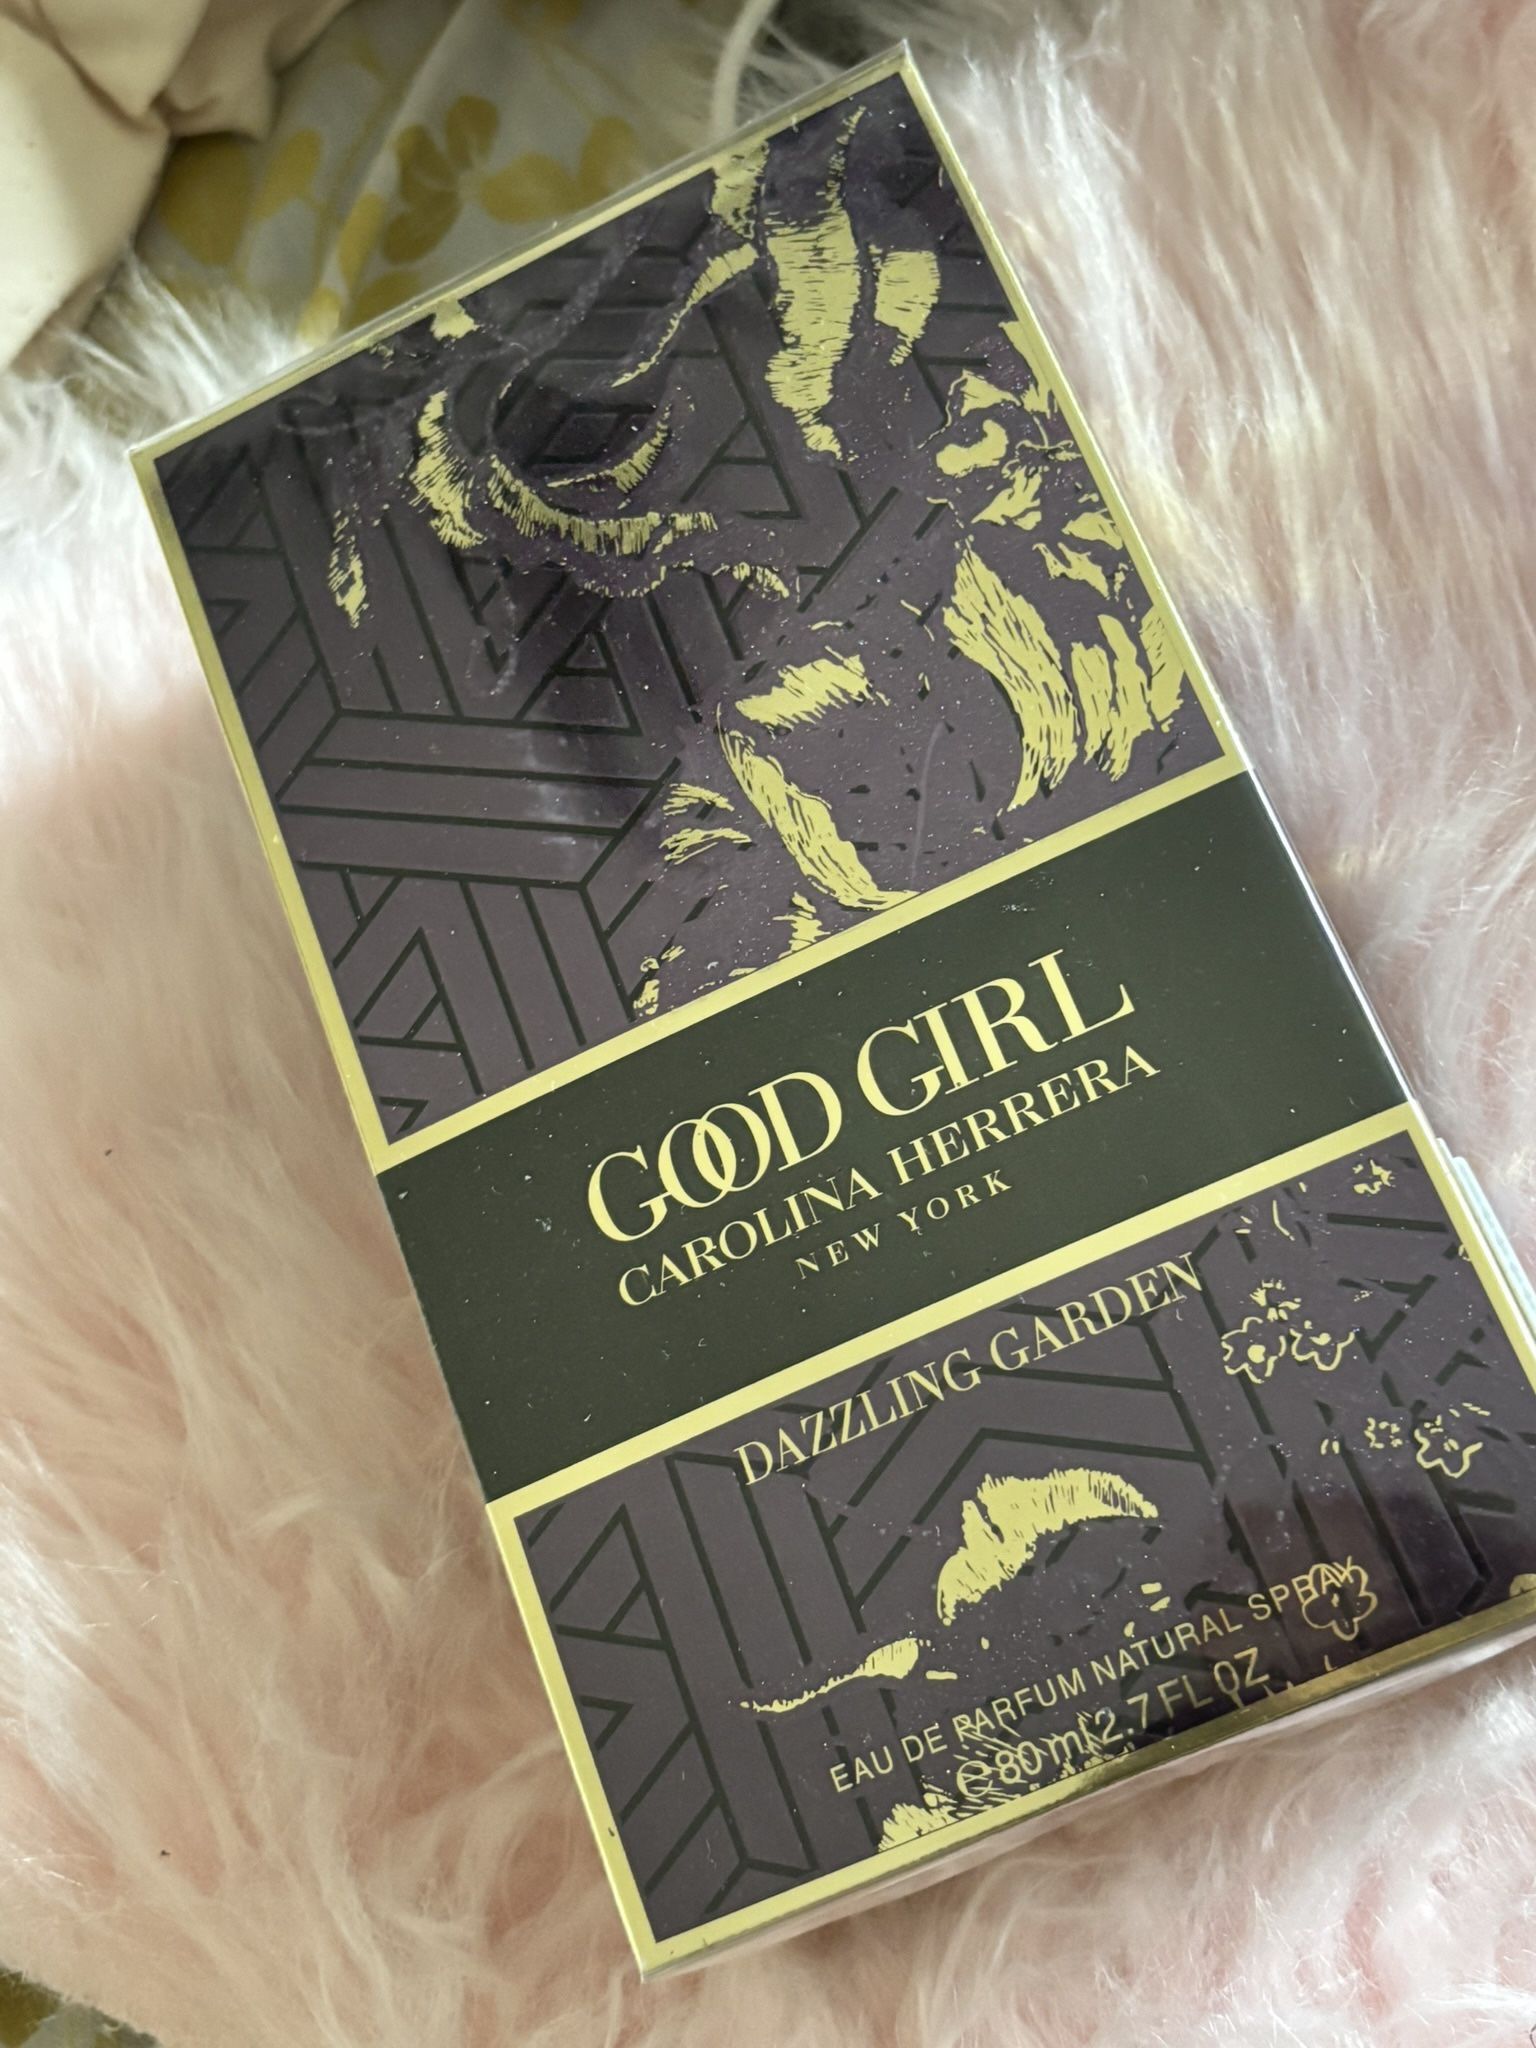 GOOD GIRL
CAROLINA HERRERA
NEW YORK
DAZZLING GARDEN
EAU DE PARFUM NATURAL SPRAY
℮ 80 ml 2.7 FL OZ